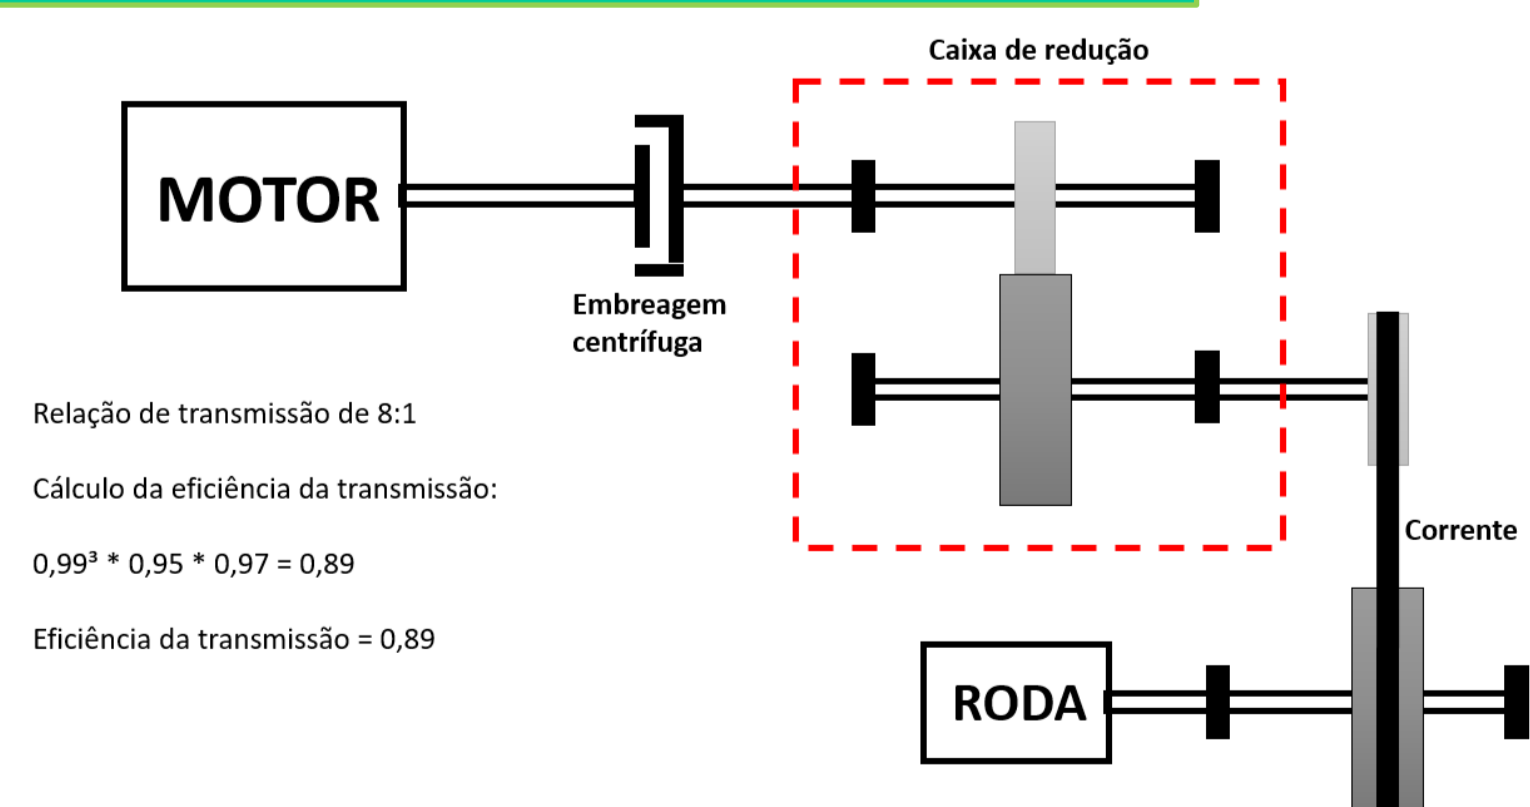 Caixa de redução
MOTOR
Embreagem
centrífuga
Relação de transmissão de 8:1
Cálculo da eficiência da transmissão:
0,99³ * 0,95 * 0,97 = 0,89
Eficiência da transmissão = 0,89
Corrente
RODA